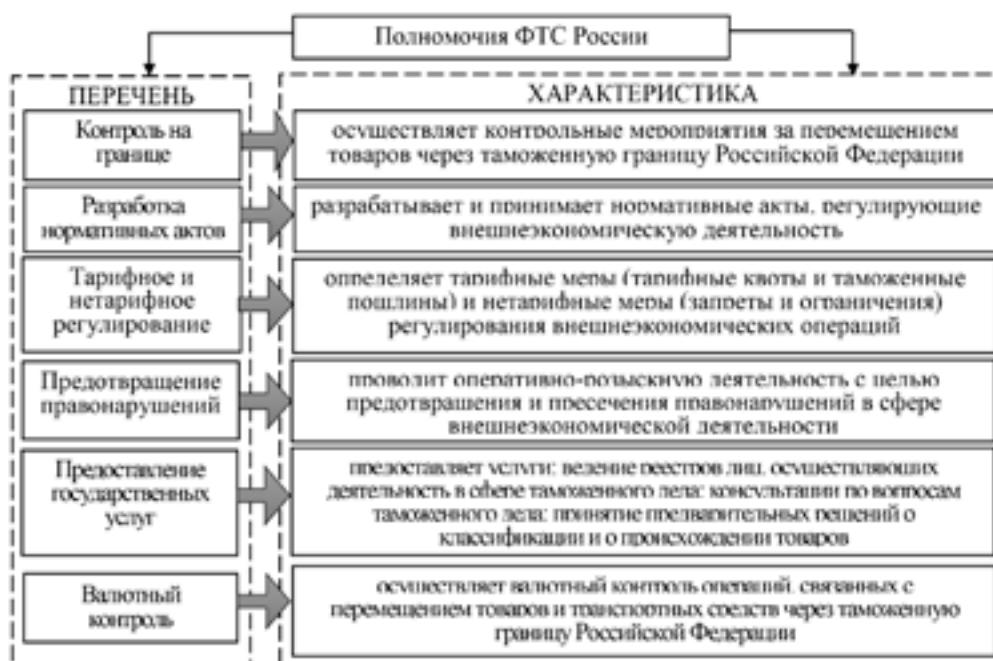 Полномочия ФТС России
ПЕРЕЧЕНЬ
ХАРАКТЕРИСТИКА
Контроль на
границе
осуществляет контрольные мероприятия за перемещением
товаров через таможенную границу Российской Федерации
Разработка
нормативных актов
разрабатывает и принимает нормативные акты, регулирующие
внешнеэкономическую деятельность
Тарифное и
нетарифное
регулирование
определяет тарифные меры (тарифные квоты и таможенные
пошлины) и нетарифные меры (запреты и ограничения)
регулирования внешнеэкономических операций
Предотвращение
правонарушений
проводит оперативно-розыскную деятельность с целью
предотвращения и пресечения правонарушений в сфере
внешнеэкономической деятельности
Предоставление
государственных
услуг
предоставляет услуги: ведение реестров лиц, осуществляющих
деятельность в сфере таможенного дела; консультации по вопросам
таможенного дела; принятие предварительных решений о
классификации и о происхождении товаров
Валютный
контроль
осуществляет валютный контроль операций, связанных с
перемещением товаров и транспортных средств через таможенную
границу Российской Федерации